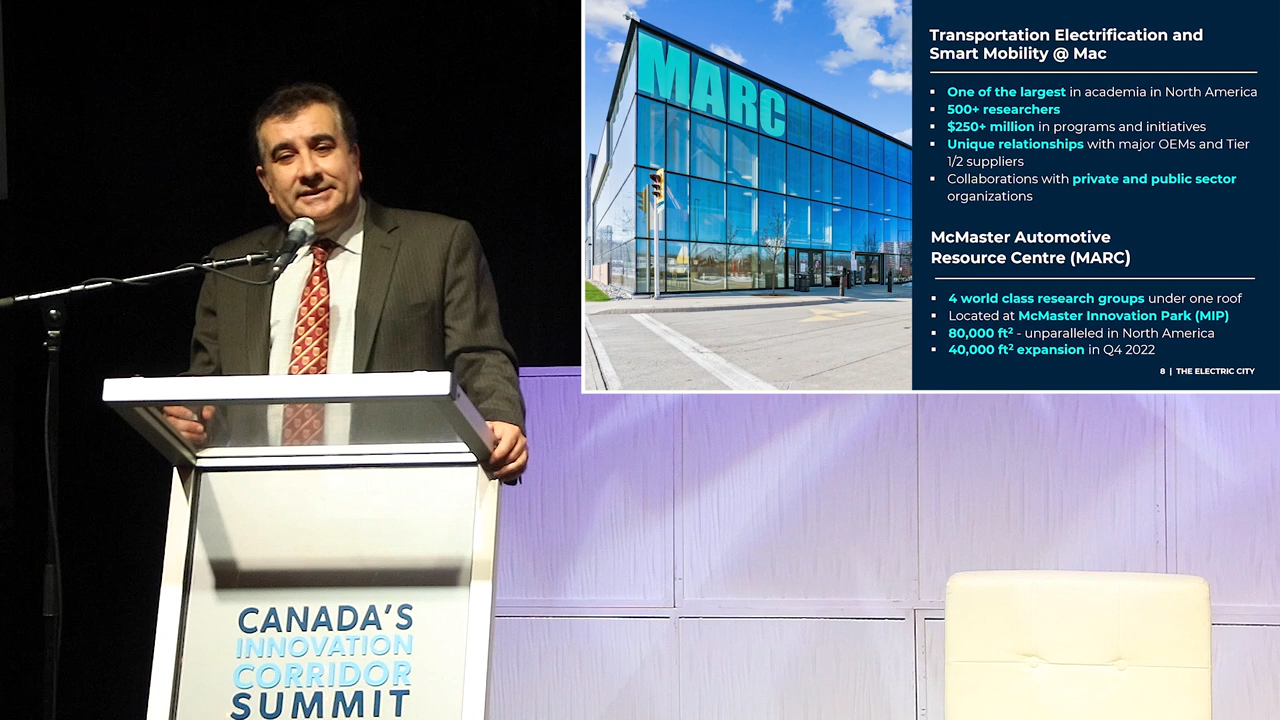 MARC
Transportation Electrification and
Smart Mobility @ Mac
▪ One of the largest in academia in North America
▪ 500+ researchers
▪ $250+ million in programs and initiatives
▪ Unique relationships with major OEMs and Tier
1/2 suppliers
▪ Collaborations with private and public sector
organizations
McMaster Automotive
Resource Centre (MARC)
▪ 4 world class research groups under one roof
▪ Located at McMaster Innovation Park (MIP)
▪ 80,000 ft² - unparalleled in North America
▪ 40,000 ft² expansion in Q4 2022
8 | THE ELECTRIC CITY
CANADA'S
INNOVATION
CORRIDOR
SUMMIT